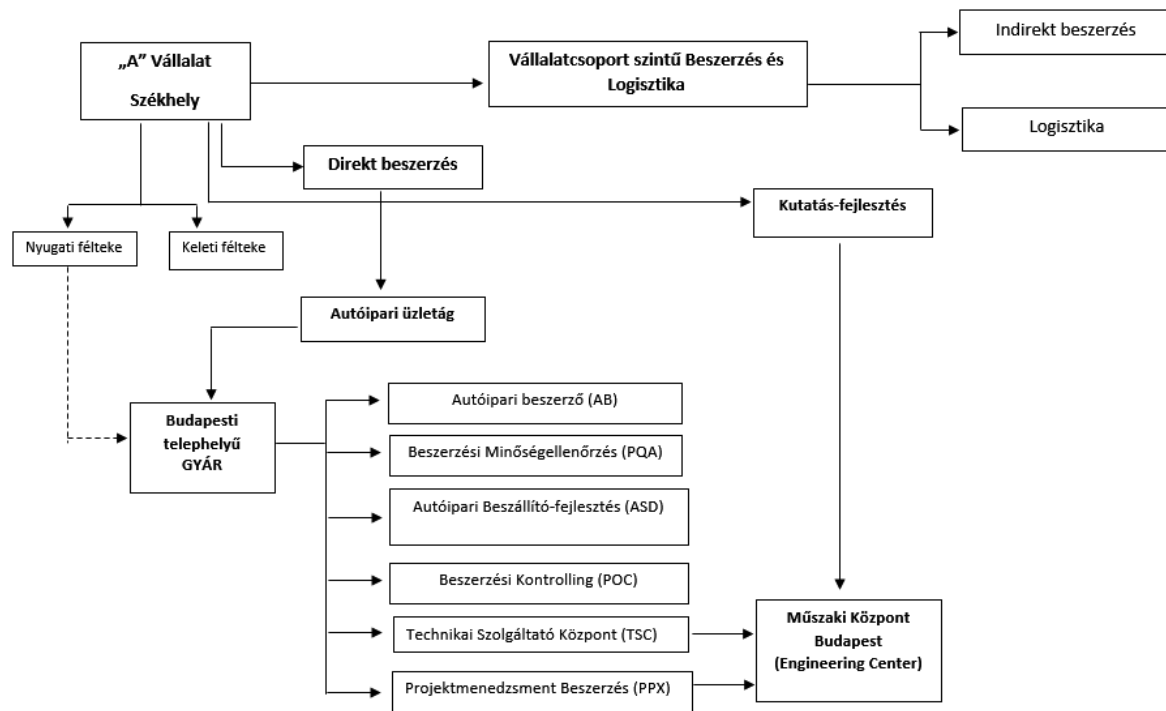 „A” Vállalat
Székhely
Vállalatcsoport szintű Beszerzés és
Logisztika
Indirekt beszerzés
Logisztika
Direkt beszerzés
Kutatás-fejlesztés
Nyugati félteke
Keleti félteke
Autóipari üzletág
Budapesti
telephelyű
GYÁR
Autóipari beszerző (AB)
Beszerzési Minőségellenőrzés (PQA)
Autóipari Beszállító-fejlesztés (ASD)
Beszerzési Kontrolling (POC)
Technikai Szolgáltató Központ (TSC)
Projektmenedzsment Beszerzés (PPX)
Műszaki Központ
Budapest
(Engineering Center)